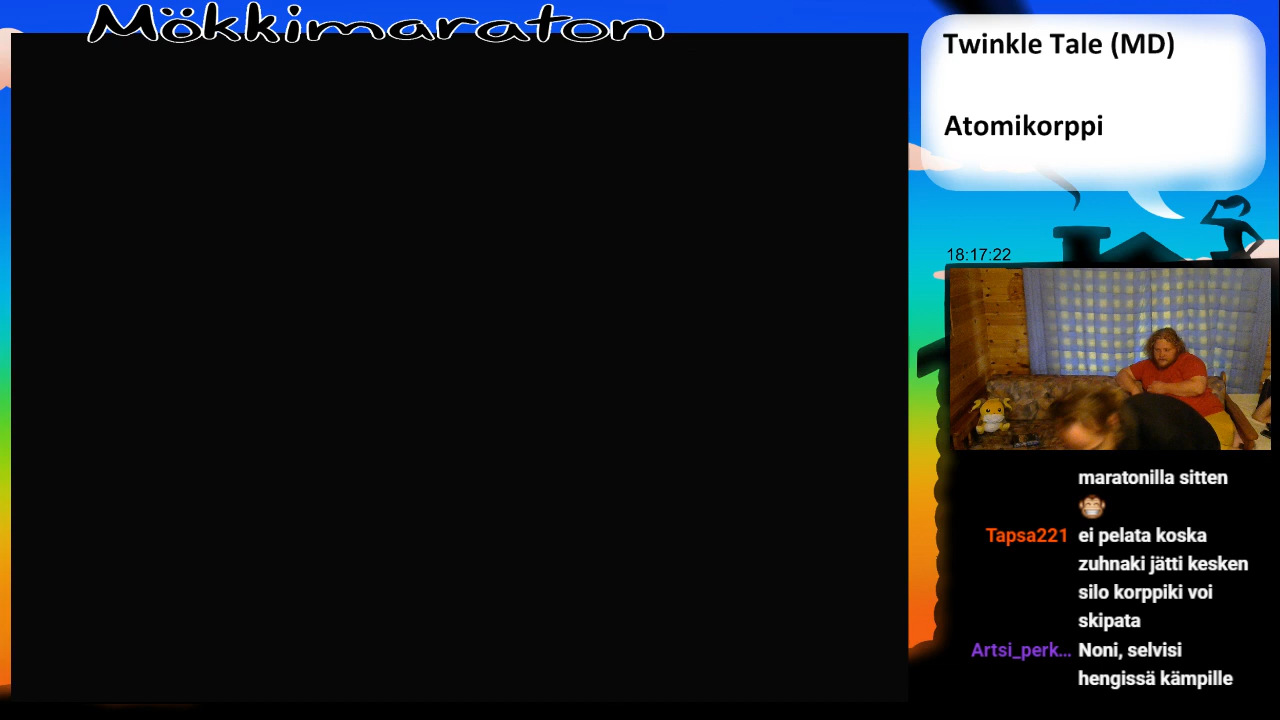 Mökkimaraton
Twinkle Tale (MD)
Atomikorppi
18:17:22
maratonilla sitten
Tapsa221 ei pelata koska
zuhnaki jätti kesken
silo korppiki voi
skipata
Artsi_perk... Noni, selvisi
hengissä kämpille